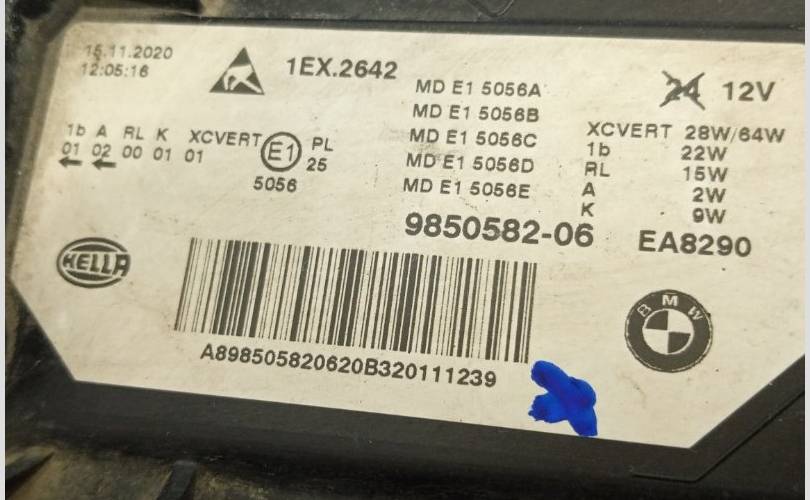 15.11.2020
12:05:16
1EX.2642
MD E1 5056A
MD E1 5056B
MD E1 5056C
MD E1 5056D
MD E1 5056E
24 12V
1b A RL K XCVERT
01 02 00 01 01
E1
PL
25
5056
XCVERT 28W/64W
1b 22W
RL 15W
A 2W
K 9W
9850582-06
EA8290
HELLA
A898505820620B320111239
BMW